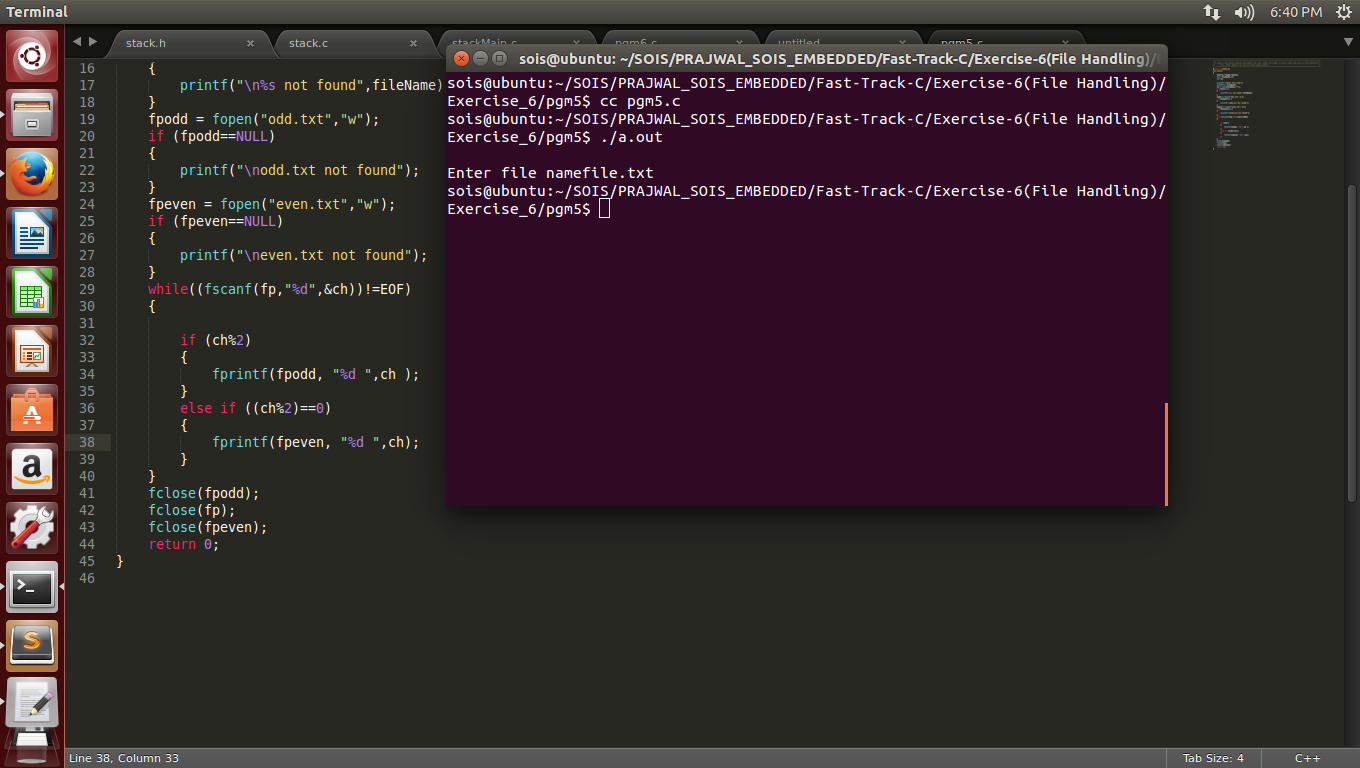 Terminal
6:40 PM
stack.h × stack.c × stackMain.c pgm6.c untitled pgm5.c
sois@ubuntu: ~/SOIS/PRAJWAL_SOIS_EMBEDDED/Fast-Track-C/Exercise-6(File Handling)/
16 {
17 printf("\n%s not found",fileName)
18 }
19 fpodd = fopen("odd.txt","w");
20 if (fpodd==NULL)
21 {
22 printf("\nodd.txt not found");
23 }
24 fpeven = fopen("even.txt","w");
25 if (fpeven==NULL)
26 {
27 printf("\neven.txt not found");
28 }
29 while((fscanf(fp,"%d",&ch))!=EOF)
30 {
31
32 if (ch%2)
33 {
34 fprintf(fpodd, "%d ",ch );
35 }
36 else if ((ch%2)==0)
37 {
38 fprintf(fpeven, "%d ",ch);
39 }
40 }
41 fclose(fpodd);
42 fclose(fp);
43 fclose(fpeven);
44 return 0;
45 }
46
sois@ubuntu:~/SOIS/PRAJWAL_SOIS_EMBEDDED/Fast-Track-C/Exercise-6(File Handling)/
Exercise_6/pgm5$ cc pgm5.c
sois@ubuntu:~/SOIS/PRAJWAL_SOIS_EMBEDDED/Fast-Track-C/Exercise-6(File Handling)/
Exercise_6/pgm5$ ./a.out
Enter file namefile.txt
sois@ubuntu:~/SOIS/PRAJWAL_SOIS_EMBEDDED/Fast-Track-C/Exercise-6(File Handling)/
Exercise_6/pgm5$
Line 38, Column 33
Tab Size: 4
C++